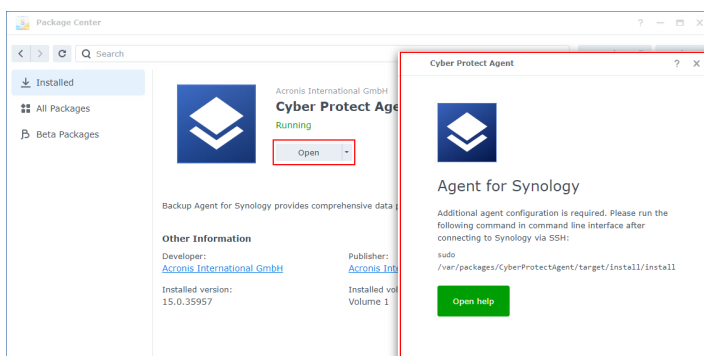 Package Center
Search
Installed
All Packages
Beta Packages
Acronis International GmbH
Cyber Protect Age
Running
Open
Backup Agent for Synology provides comprehensive data p
Other Information
Developer:
Acronis International GmbH
Publisher:
Acronis Inte
Installed version:
15.0.35957
Installed vol
Volume 1
Cyber Protect Agent
Agent for Synology
Additional agent configuration is required. Please run the
following command in command line interface after
connecting to Synology via SSH:
sudo
/var/packages/CyberProtectAgent/target/install/install
Open help